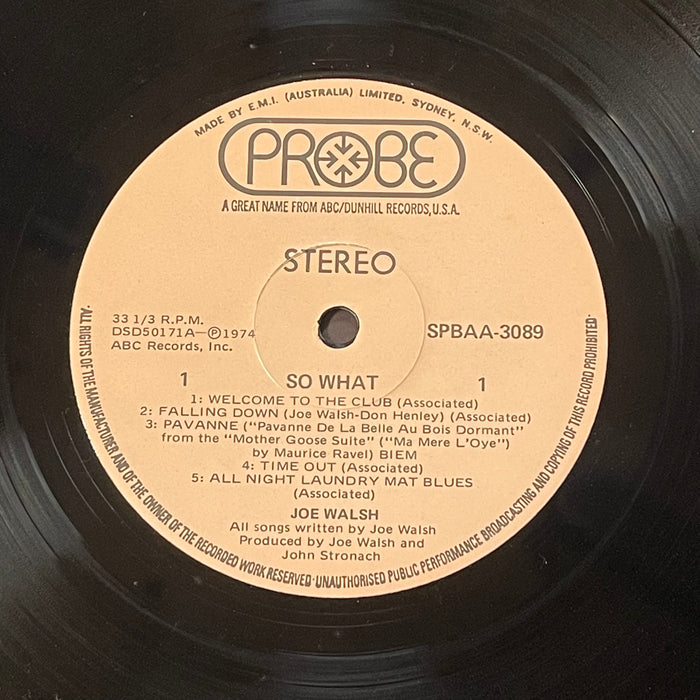 MADE BY E.M.I. (AUSTRALIA) LIMITED, SYDNEY, N.S.W.
PROBE
A GREAT NAME FROM ABC/DUNHILL RECORDS, U.S.A.
STEREO
33 1/3 R.P.M.
DSD50171A—Ⓟ1974
ABC Records, Inc.
SPBAA-3089
1 SO WHAT 1
1: WELCOME TO THE CLUB (Associated)
2: FALLING DOWN (Joe Walsh-Don Henley) (Associated)
3: PAVANNE ("Pavanne De La Belle Au Bois Dormant"
from the "Mother Goose Suite" ("Ma Mere L'Oye")
by Maurice Ravel) BIEM
4: TIME OUT (Associated)
5: ALL NIGHT LAUNDRY MAT BLUES
(Associated)
JOE WALSH
All songs written by Joe Walsh
Produced by Joe Walsh and
John Stronach
·ALL RIGHTS OF THE MANUFACTURER AND OF THE OWNER OF THE RECORDED WORK RESERVED·UNAUTHORISED PUBLIC PERFORMANCE BROADCASTING AND COPYING OF THIS RECORD PROHIBITED·